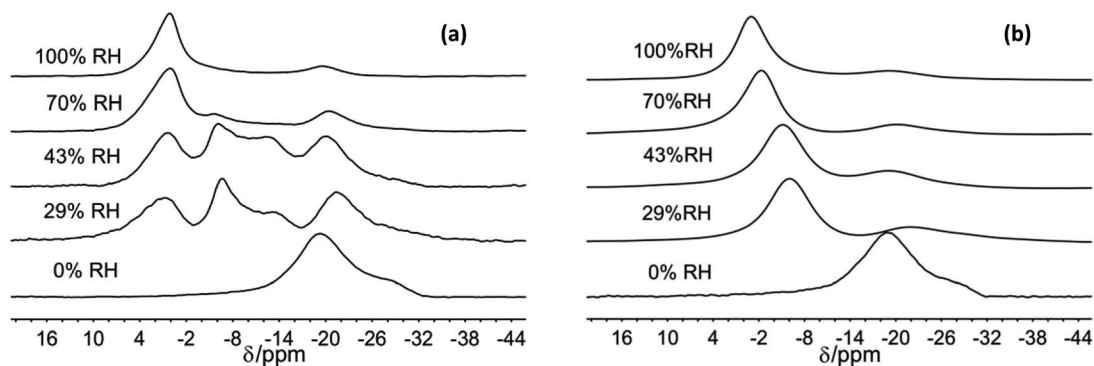 (a)
100% RH
70% RH
43% RH
29% RH
0% RH
16 10 4 -2 -8 -14 -20 -26 -32 -38 -44
δ/ppm
(b)
100%RH
70%RH
43%RH
29%RH
0% RH
16 10 4 -2 -8 -14 -20 -26 -32 -38 -44
δ/ppm